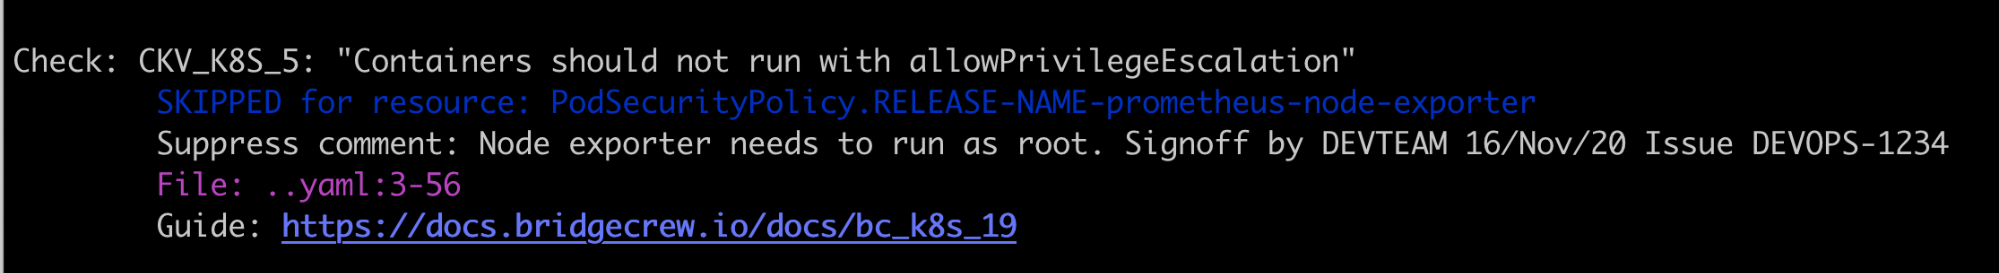 Check: CKV_K8S_5: "Containers should not run with allowPrivilegeEscalation"
SKIPPED for resource: PodSecurityPolicy.RELEASE-NAME-prometheus-node-exporter
Suppress comment: Node exporter needs to run as root. Signoff by DEVTEAM 16/Nov/20 Issue DEVOPS-1234
File: ..yaml:3-56
Guide: https://docs.bridgecrew.io/docs/bc_k8s_19